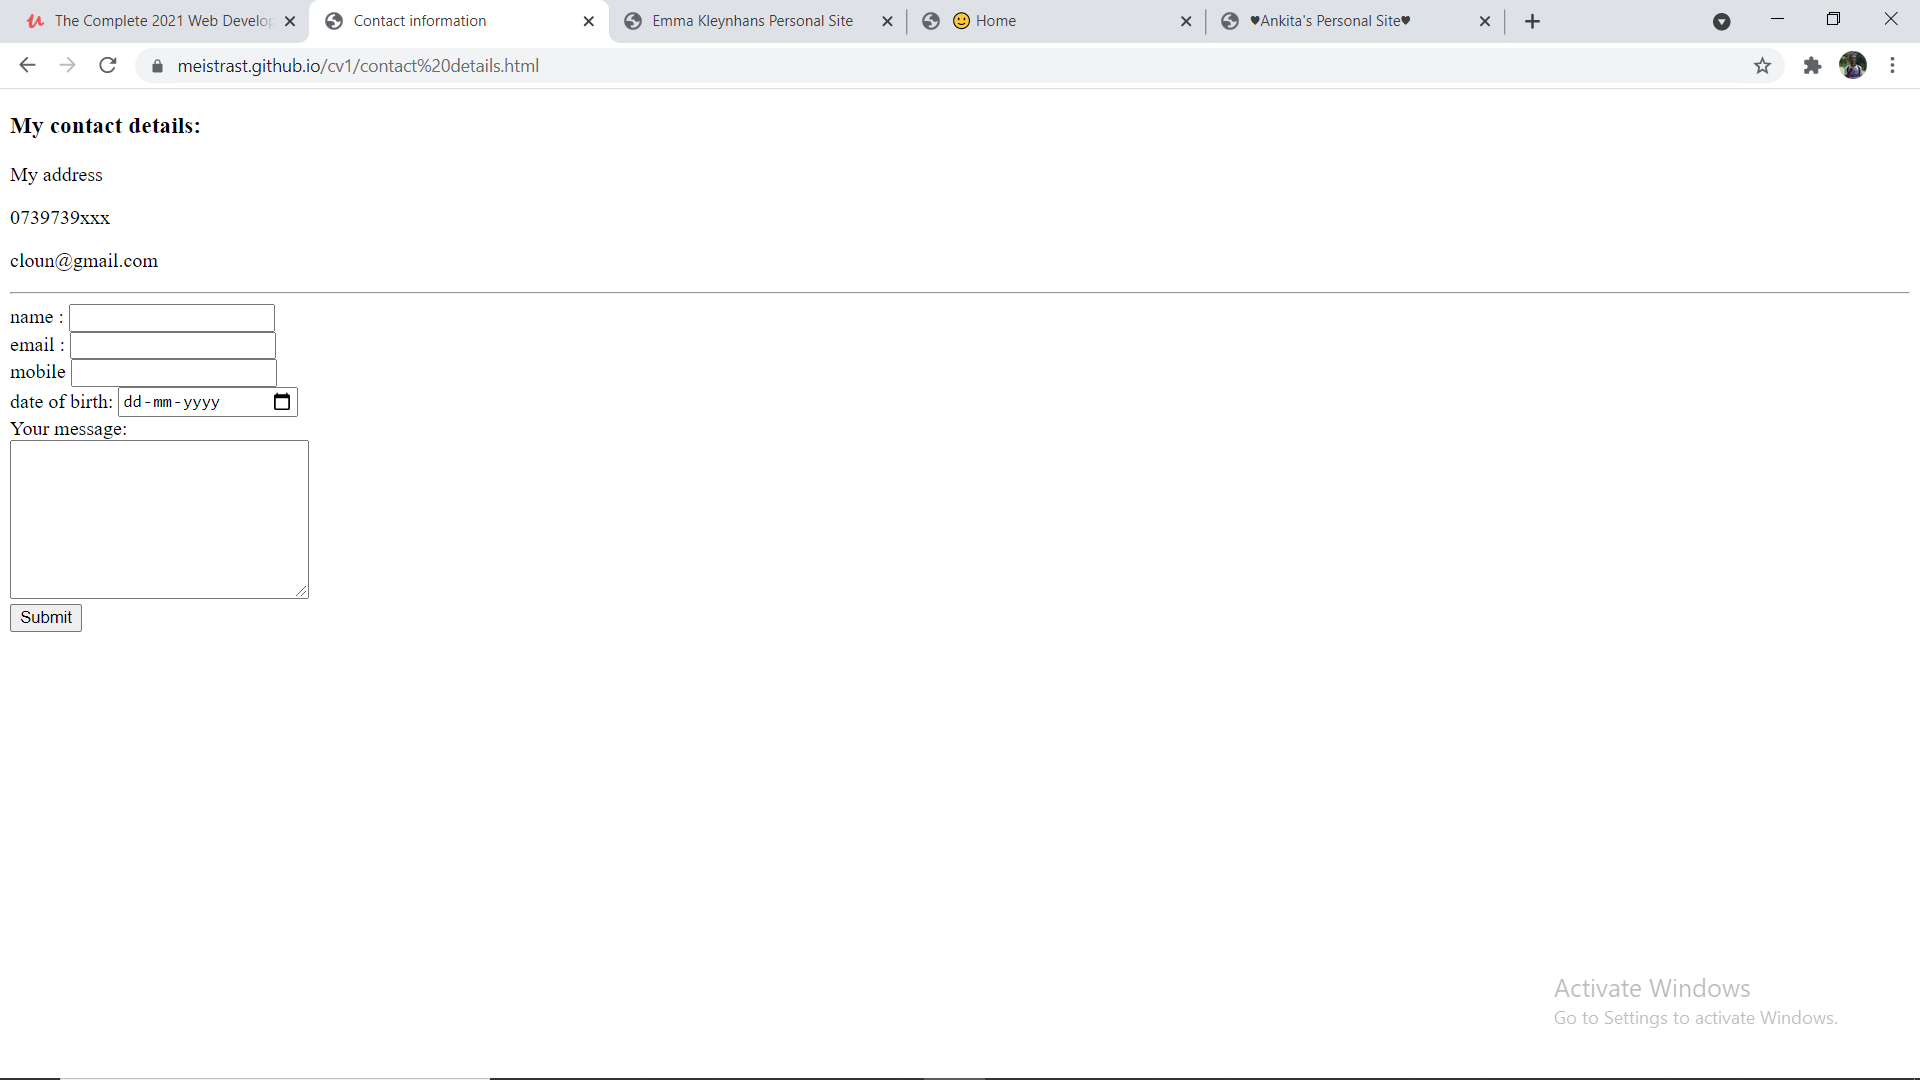 The Complete 2021 Web Develop
Contact information
Emma Kleynhans Personal Site
🙂 Home
♥Ankita's Personal Site♥
meistrast.github.io/cv1/contact%20details.html
My contact details:
My address
0739739xxx
cloun@gmail.com
name :
email :
mobile
date of birth: dd-mm-yyyy
Your message:
Submit
Activate Windows
Go to Settings to activate Windows.